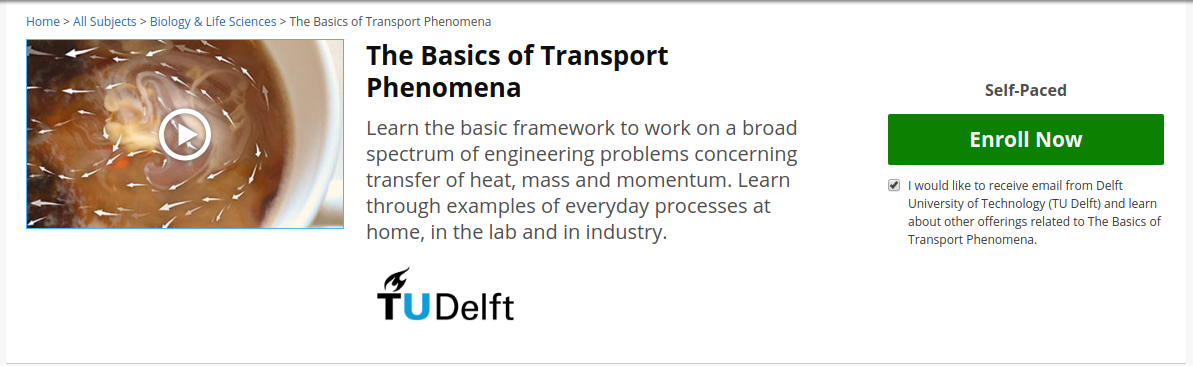 Home > All Subjects > Biology & Life Sciences > The Basics of Transport Phenomena
The Basics of Transport
Phenomena
Learn the basic framework to work on a broad
spectrum of engineering problems concerning
transfer of heat, mass and momentum. Learn
through examples of everyday processes at
home, in the lab and in industry.
TUDelft
Self-Paced
Enroll Now
I would like to receive email from Delft
University of Technology (TU Delft) and learn
about other offerings related to The Basics of
Transport Phenomena.